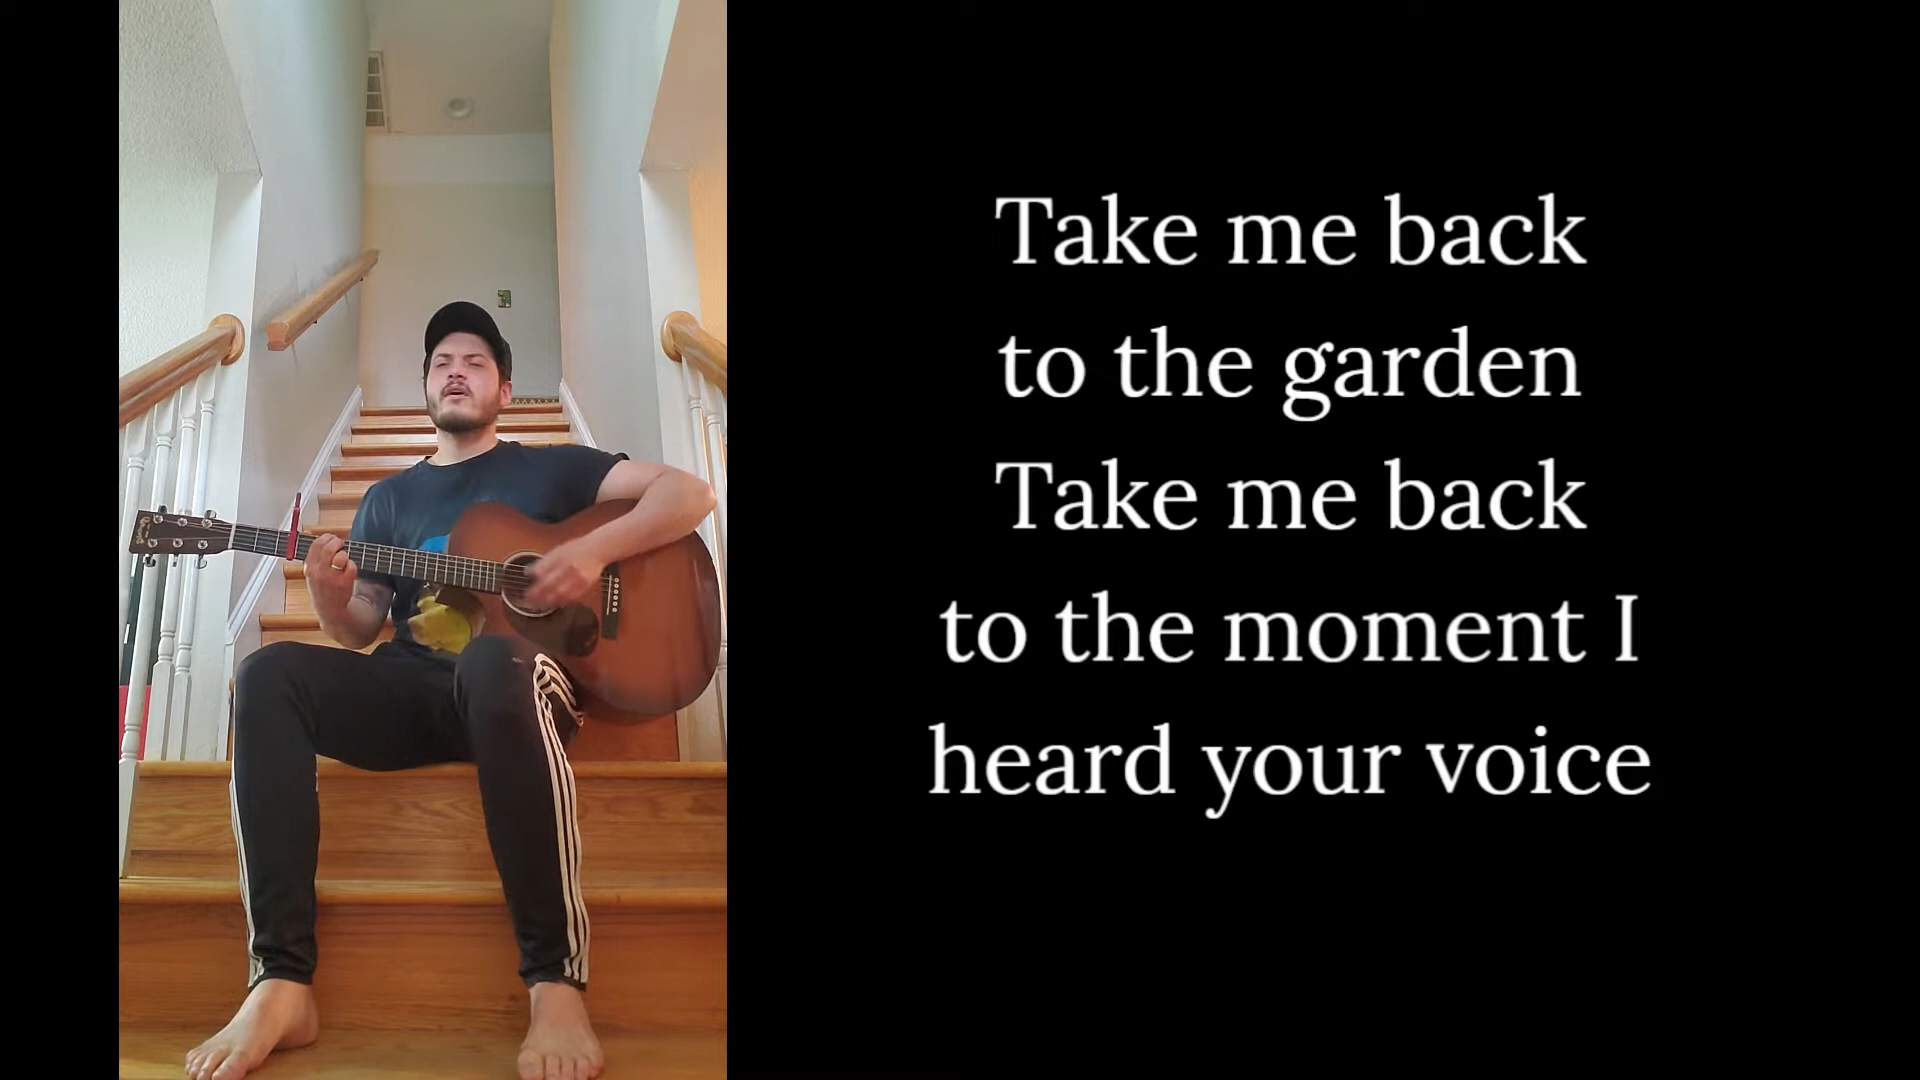 Take me back
to the garden
Take me back
to the moment I
heard your voice